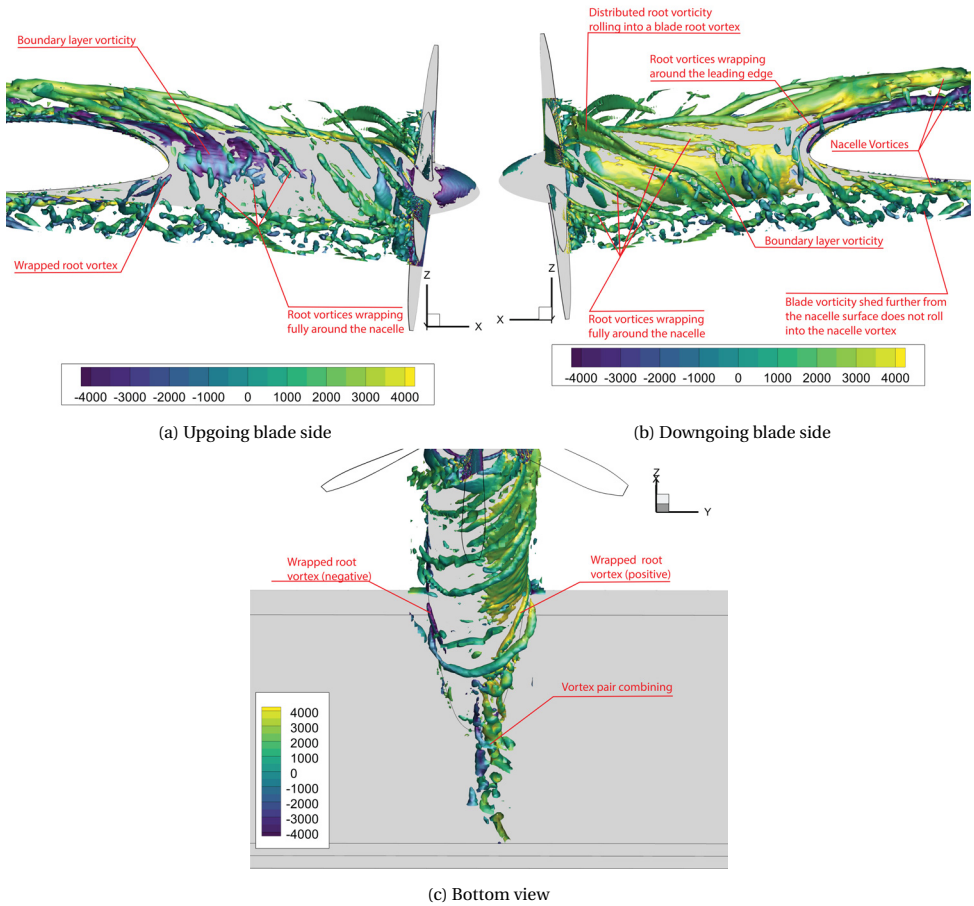 Boundary layer vorticity
Wrapped root vortex
Root vortices wrapping
fully around the nacelle
Z
X
-4000 -3000 -2000 -1000 0 1000 2000 3000 4000
(a) Upgoing blade side
Distributed root vorticity
rolling into a blade root vortex
Root vortices wrapping
around the leading edge
Nacelle Vortices
Boundary layer vorticity
Root vortices wrapping
fully around the nacelle
Blade vorticity shed further from
the nacelle surface does not roll
into the nacelle vortex
Z
X
-4000 -3000 -2000 -1000 0 1000 2000 3000 4000
(b) Downgoing blade side
Z
X
Y
Wrapped root
vortex (negative)
Wrapped root
vortex (positive)
Vortex pair combining
4000
3000
2000
1000
0
-1000
-2000
-3000
-4000
(c) Bottom view